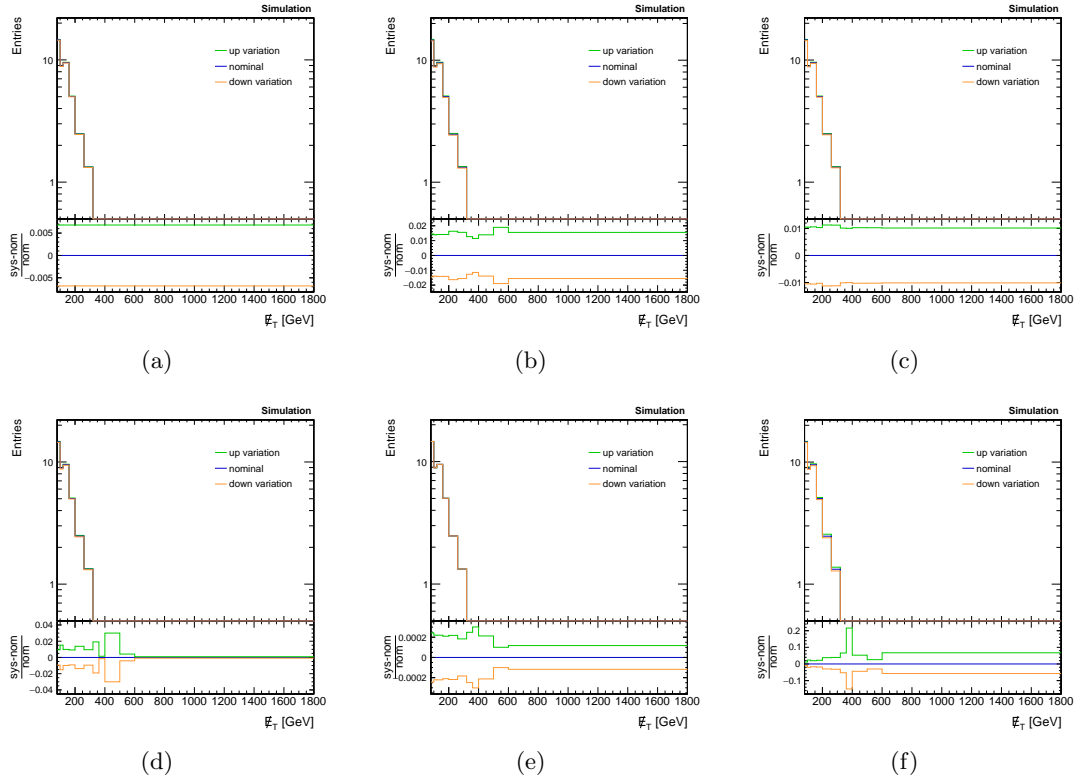 Simulation
Entries
10
1
up variation
nominal
down variation
sys-nom
nom
0.005
0
−0.005
200 400 600 800 1000 1200 1400 1600 1800
E̸T [GeV]
(a)
Simulation
Entries
10
1
up variation
nominal
down variation
sys-nom
nom
0.02
0.01
0
−0.01
−0.02
200 400 600 800 1000 1200 1400 1600 1800
E̸T [GeV]
(b)
Simulation
Entries
10
1
up variation
nominal
down variation
sys-nom
nom
0.01
0
−0.01
200 400 600 800 1000 1200 1400 1600 1800
E̸T [GeV]
(c)
Simulation
Entries
10
1
up variation
nominal
down variation
sys-nom
nom
0.04
0.02
0
−0.02
−0.04
200 400 600 800 1000 1200 1400 1600 1800
E̸T [GeV]
(d)
Simulation
Entries
10
1
up variation
nominal
down variation
sys-nom
nom
0.0002
0
−0.0002
200 400 600 800 1000 1200 1400 1600 1800
E̸T [GeV]
(e)
Simulation
Entries
10
1
up variation
nominal
down variation
sys-nom
nom
0.2
0.1
0
−0.1
200 400 600 800 1000 1200 1400 1600 1800
E̸T [GeV]
(f)